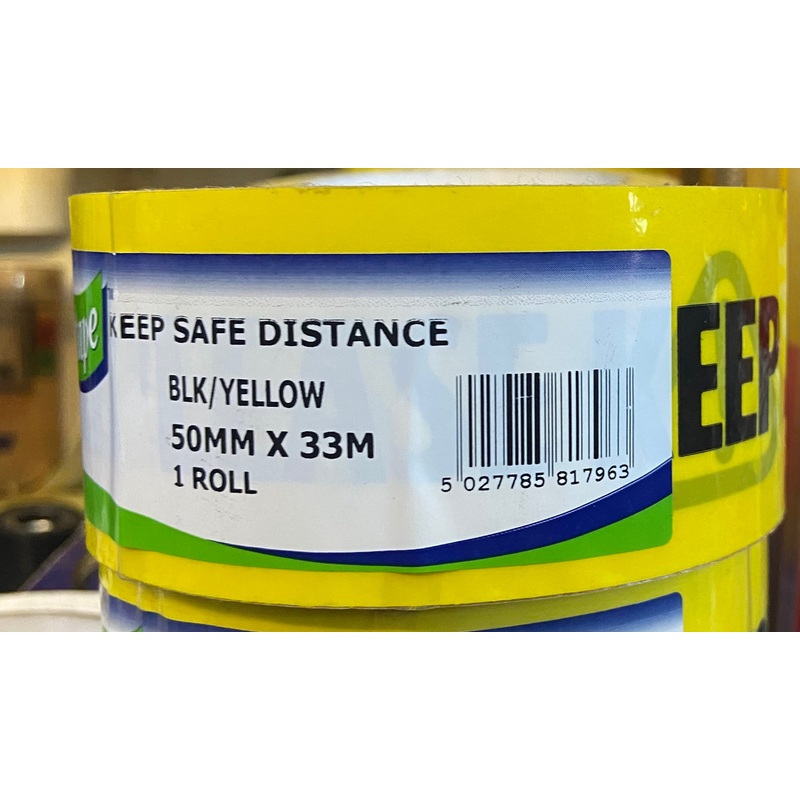 KEEP SAFE DISTANCE
BLK/YELLOW
50MM X 33M
1 ROLL
5 027785 817963
EEP